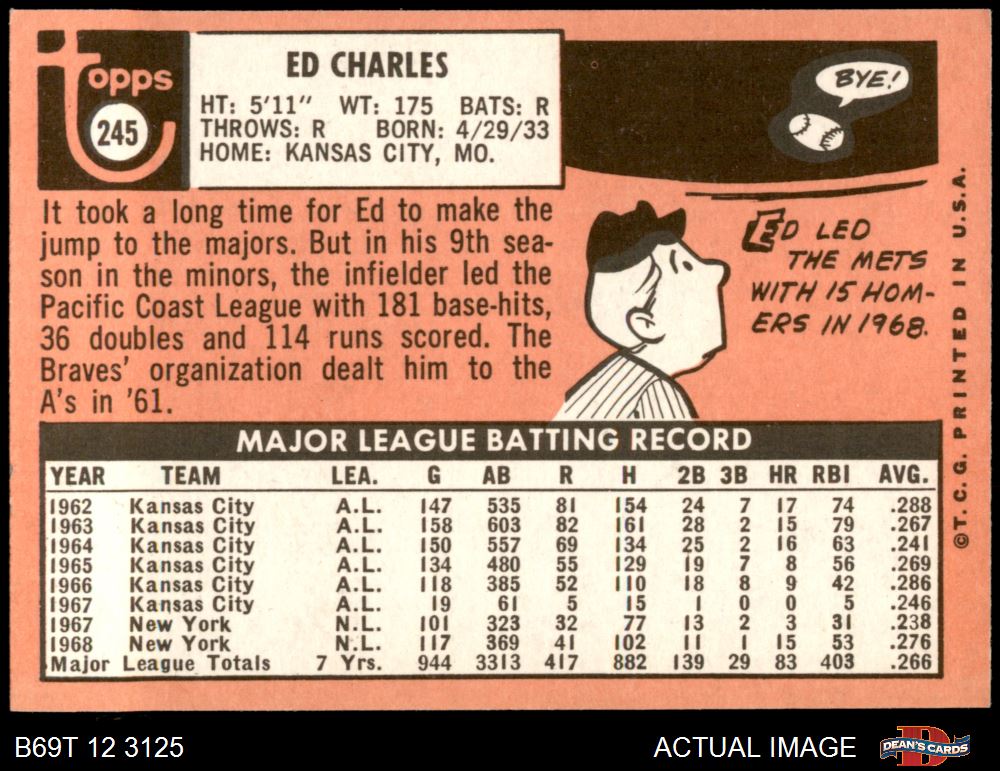 topps
245
ED CHARLES
HT: 5'11" WT: 175 BATS: R
THROWS: R BORN: 4/29/33
HOME: KANSAS CITY, MO.
BYE!
It took a long time for Ed to make the
jump to the majors. But in his 9th sea-
son in the minors, the infielder led the
Pacific Coast League with 181 base-hits,
36 doubles and 114 runs scored. The
Braves' organization dealt him to the
A's in '61.
ED LED
THE METS
WITH 15 HOM-
ERS IN 1968.
©T.C.G. PRINTED IN U.S.A.
MAJOR LEAGUE BATTING RECORD
YEAR TEAM LEA. G AB R H 2B 3B HR RBI AVG.
1962 Kansas City A.L. 147 535 81 154 24 7 17 74 .288
1963 Kansas City A.L. 158 603 82 161 28 2 15 79 .267
1964 Kansas City A.L. 150 557 69 134 25 2 16 63 .241
1965 Kansas City A.L. 134 480 55 129 19 7 8 56 .269
1966 Kansas City A.L. 118 385 52 110 18 8 9 42 .286
1967 Kansas City A.L. 19 61 5 15 1 0 0 5 .246
1967 New York N.L. 101 323 32 77 13 2 3 31 .238
1968 New York N.L. 117 369 41 102 11 1 15 53 .276
Major League Totals 7 Yrs. 944 3313 417 882 139 29 83 403 .266
B69T 12 3125
ACTUAL IMAGE
DEAN'S CARDS